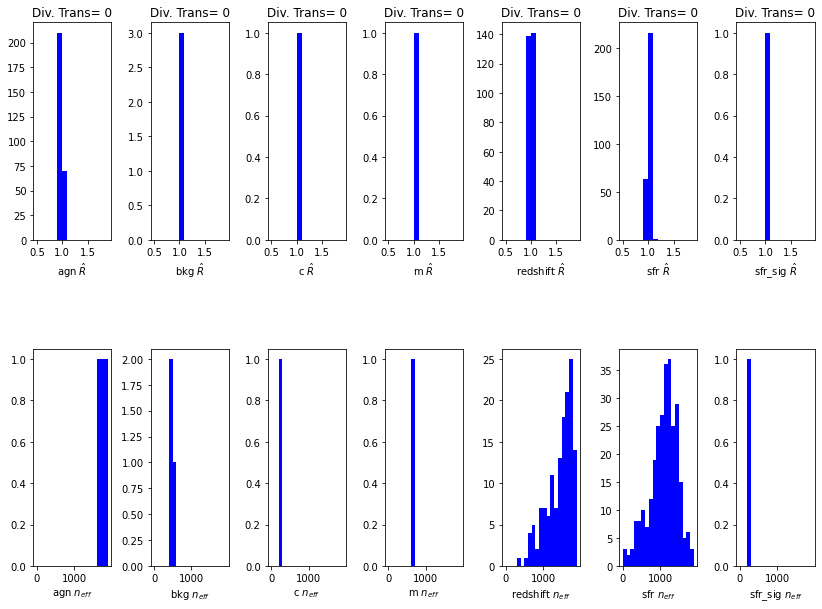 Div. Trans= 0 Div. Trans= 0 Div. Trans= 0 Div. Trans= 0 Div. Trans= 0 Div. Trans= 0 Div. Trans= 0
200 175 150 125 100 75 50 25 0
3.0 2.5 2.0 1.5 1.0 0.5 0.0
1.0 0.8 0.6 0.4 0.2 0.0
1.0 0.8 0.6 0.4 0.2 0.0
140 120 100 80 60 40 20 0
200 150 100 50 0
1.0 0.8 0.6 0.4 0.2 0.0
0.5 1.0 1.5 0.5 1.0 1.5 0.5 1.0 1.5 0.5 1.0 1.5 0.5 1.0 1.5 0.5 1.0 1.5 0.5 1.0 1.5
agn R̂ bkg R̂ c R̂ m R̂ redshift R̂ sfr R̂ sfr_sig R̂
1.0 0.8 0.6 0.4 0.2 0.0
2.00 1.75 1.50 1.25 1.00 0.75 0.50 0.25 0.00
1.0 0.8 0.6 0.4 0.2 0.0
1.0 0.8 0.6 0.4 0.2 0.0
25 20 15 10 5 0
35 30 25 20 15 10 5 0
1.0 0.8 0.6 0.4 0.2 0.0
0 1000 0 1000 0 1000 0 1000 0 1000 0 1000 0 1000
agn n_eff bkg n_eff c n_eff m n_eff redshift n_eff sfr n_eff sfr_sig n_eff